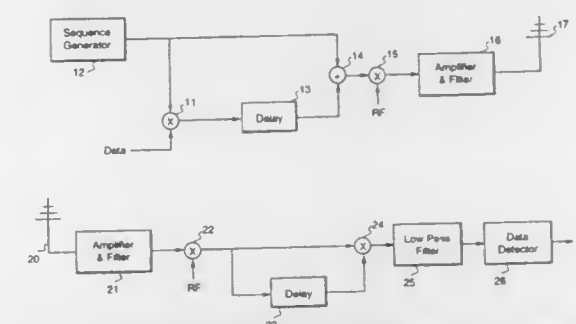 Sequence
Generator
12
11
Data
Delay
13
14
15
RF
Amplifier
& Filter
16
17
20
Amplifier
& Filter
21
22
RF
Delay
24
Low Pass
Filter
25
Data
Detector
26